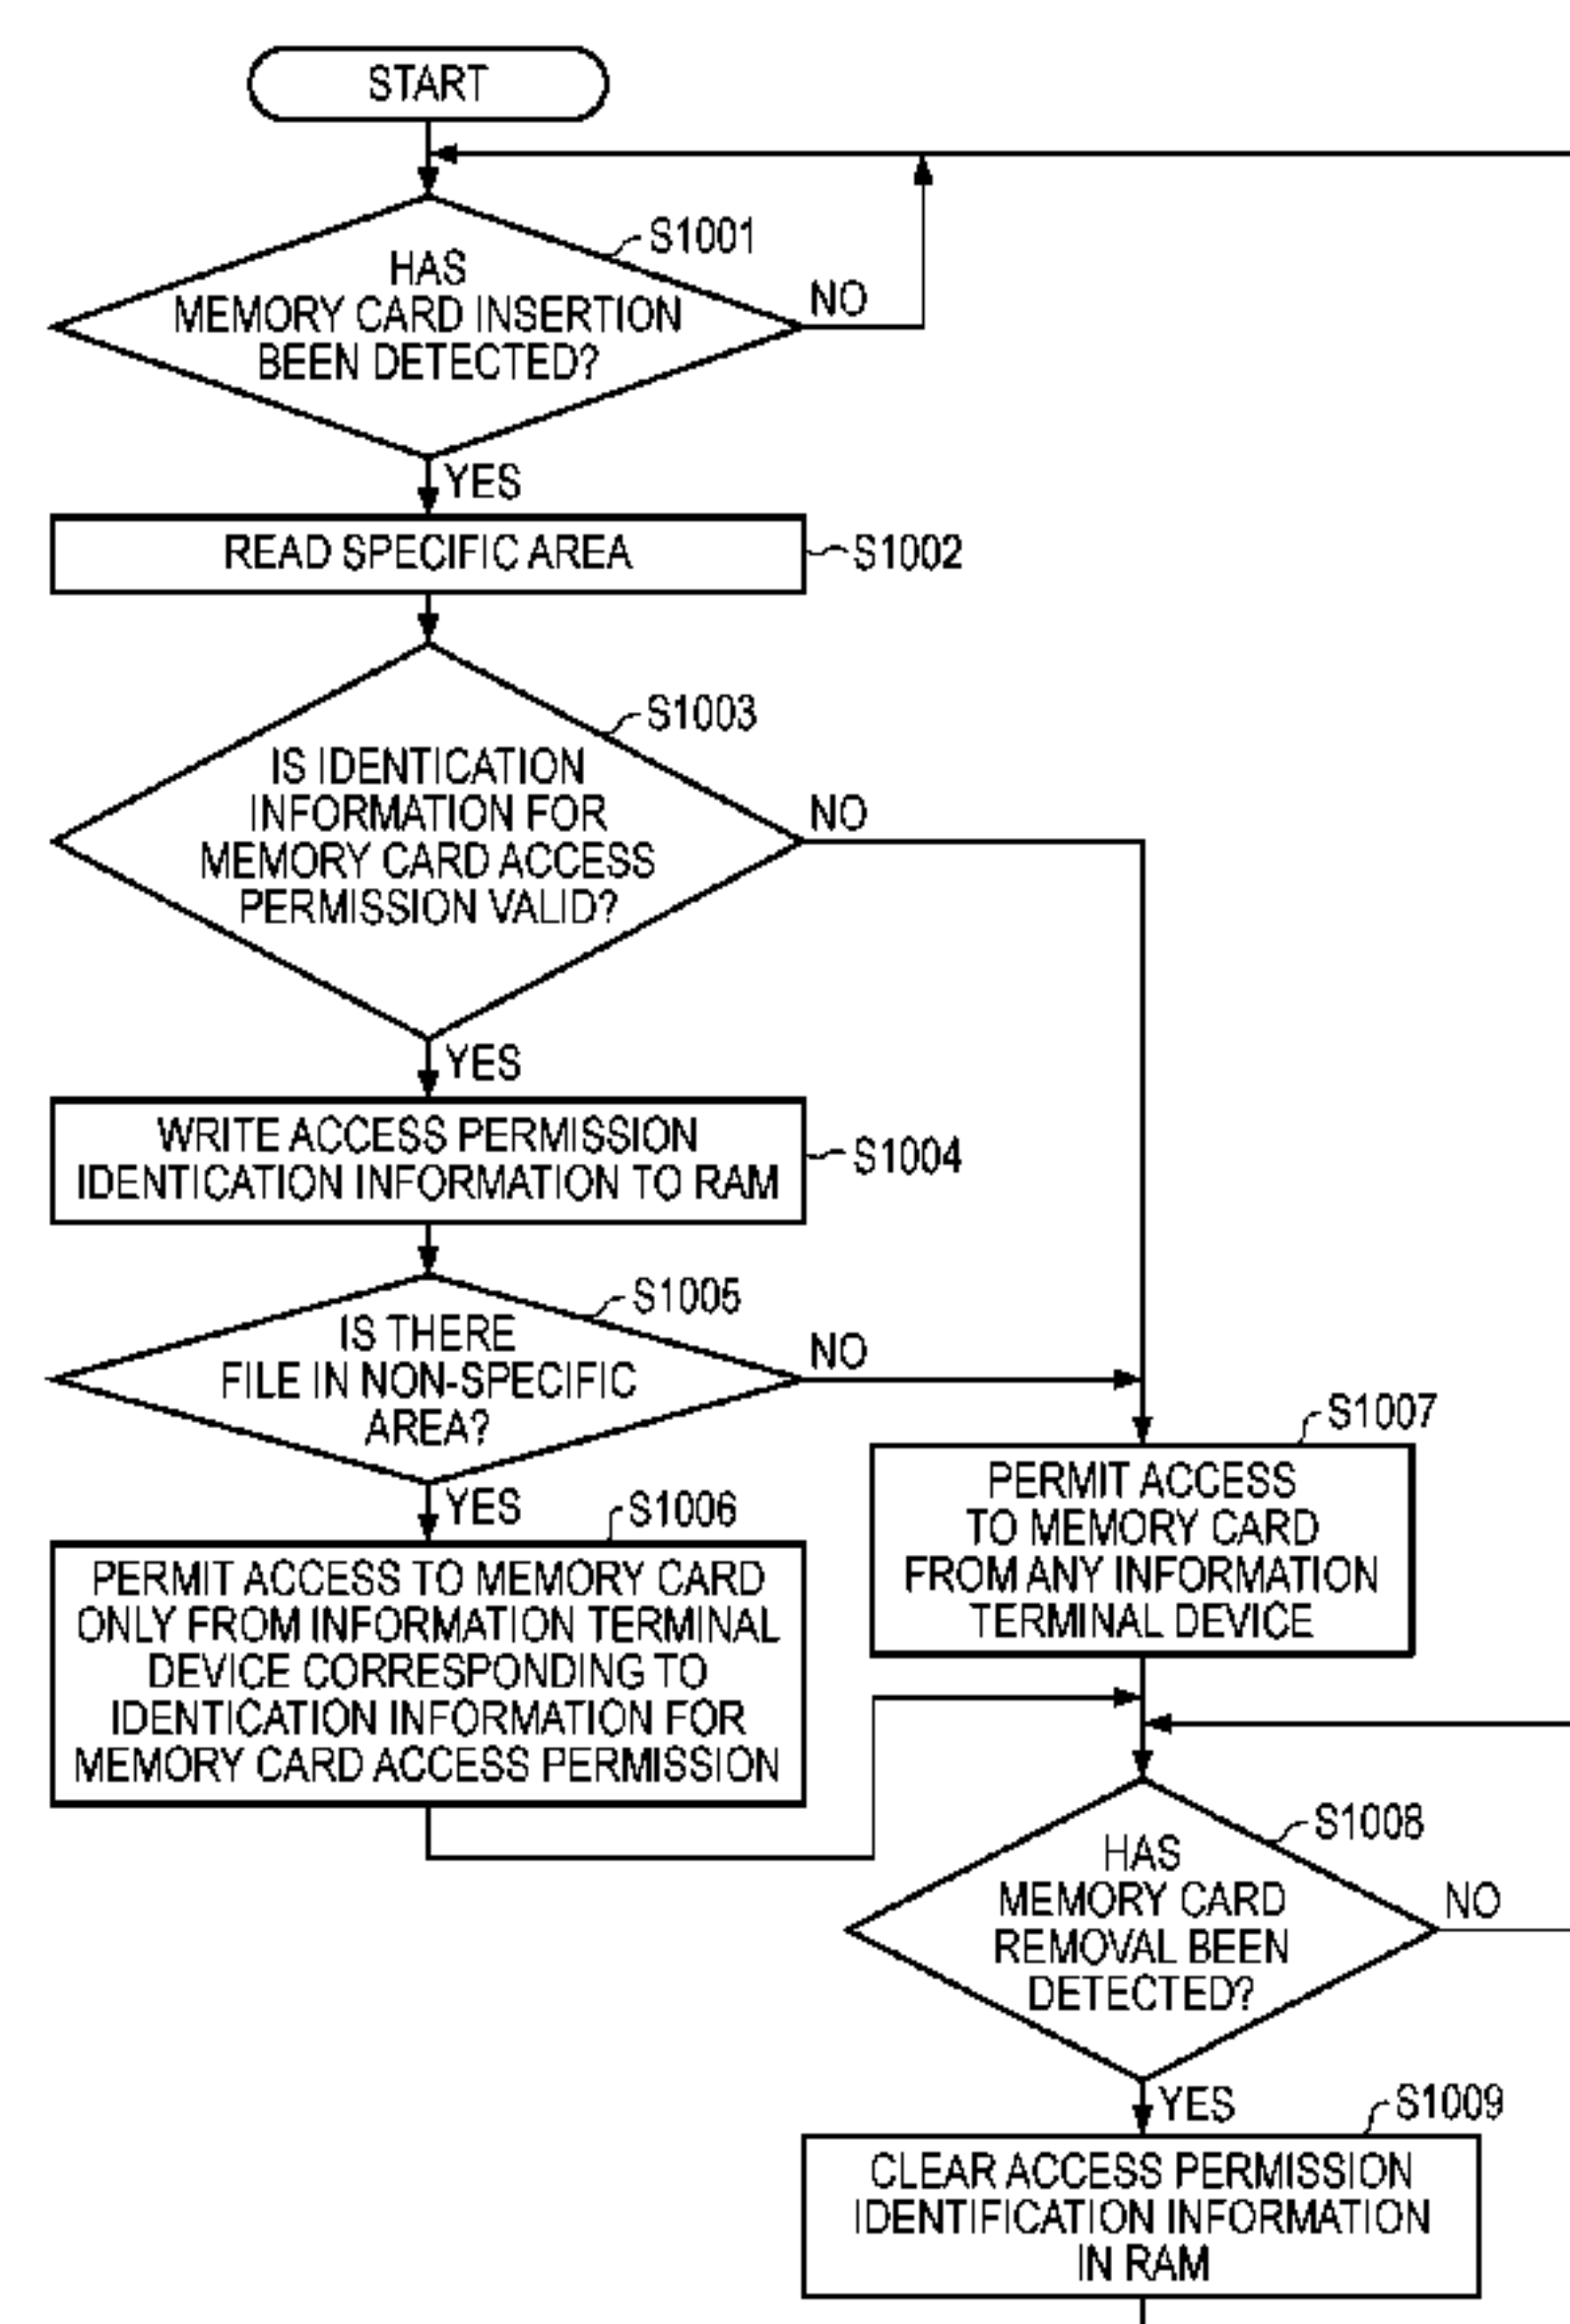 START
S1001
HAS
MEMORY CARD INSERTION
BEEN DETECTED?
NO
YES
READ SPECIFIC AREA
S1002
S1003
IS IDENTICATION
INFORMATION FOR
MEMORY CARD ACCESS
PERMISSION VALID?
NO
YES
WRITE ACCESS PERMISSION
IDENTICATION INFORMATION TO RAM
S1004
S1005
IS THERE
FILE IN NON-SPECIFIC
AREA?
NO
YES
S1006
PERMIT ACCESS TO MEMORY CARD
ONLY FROM INFORMATION TERMINAL
DEVICE CORRESPONDING TO
IDENTICATION INFORMATION FOR
MEMORY CARD ACCESS PERMISSION
S1007
PERMIT ACCESS
TO MEMORY CARD
FROM ANY INFORMATION
TERMINAL DEVICE
S1008
HAS
MEMORY CARD
REMOVAL BEEN
DETECTED?
NO
YES
S1009
CLEAR ACCESS PERMISSION
IDENTIFICATION INFORMATION
IN RAM